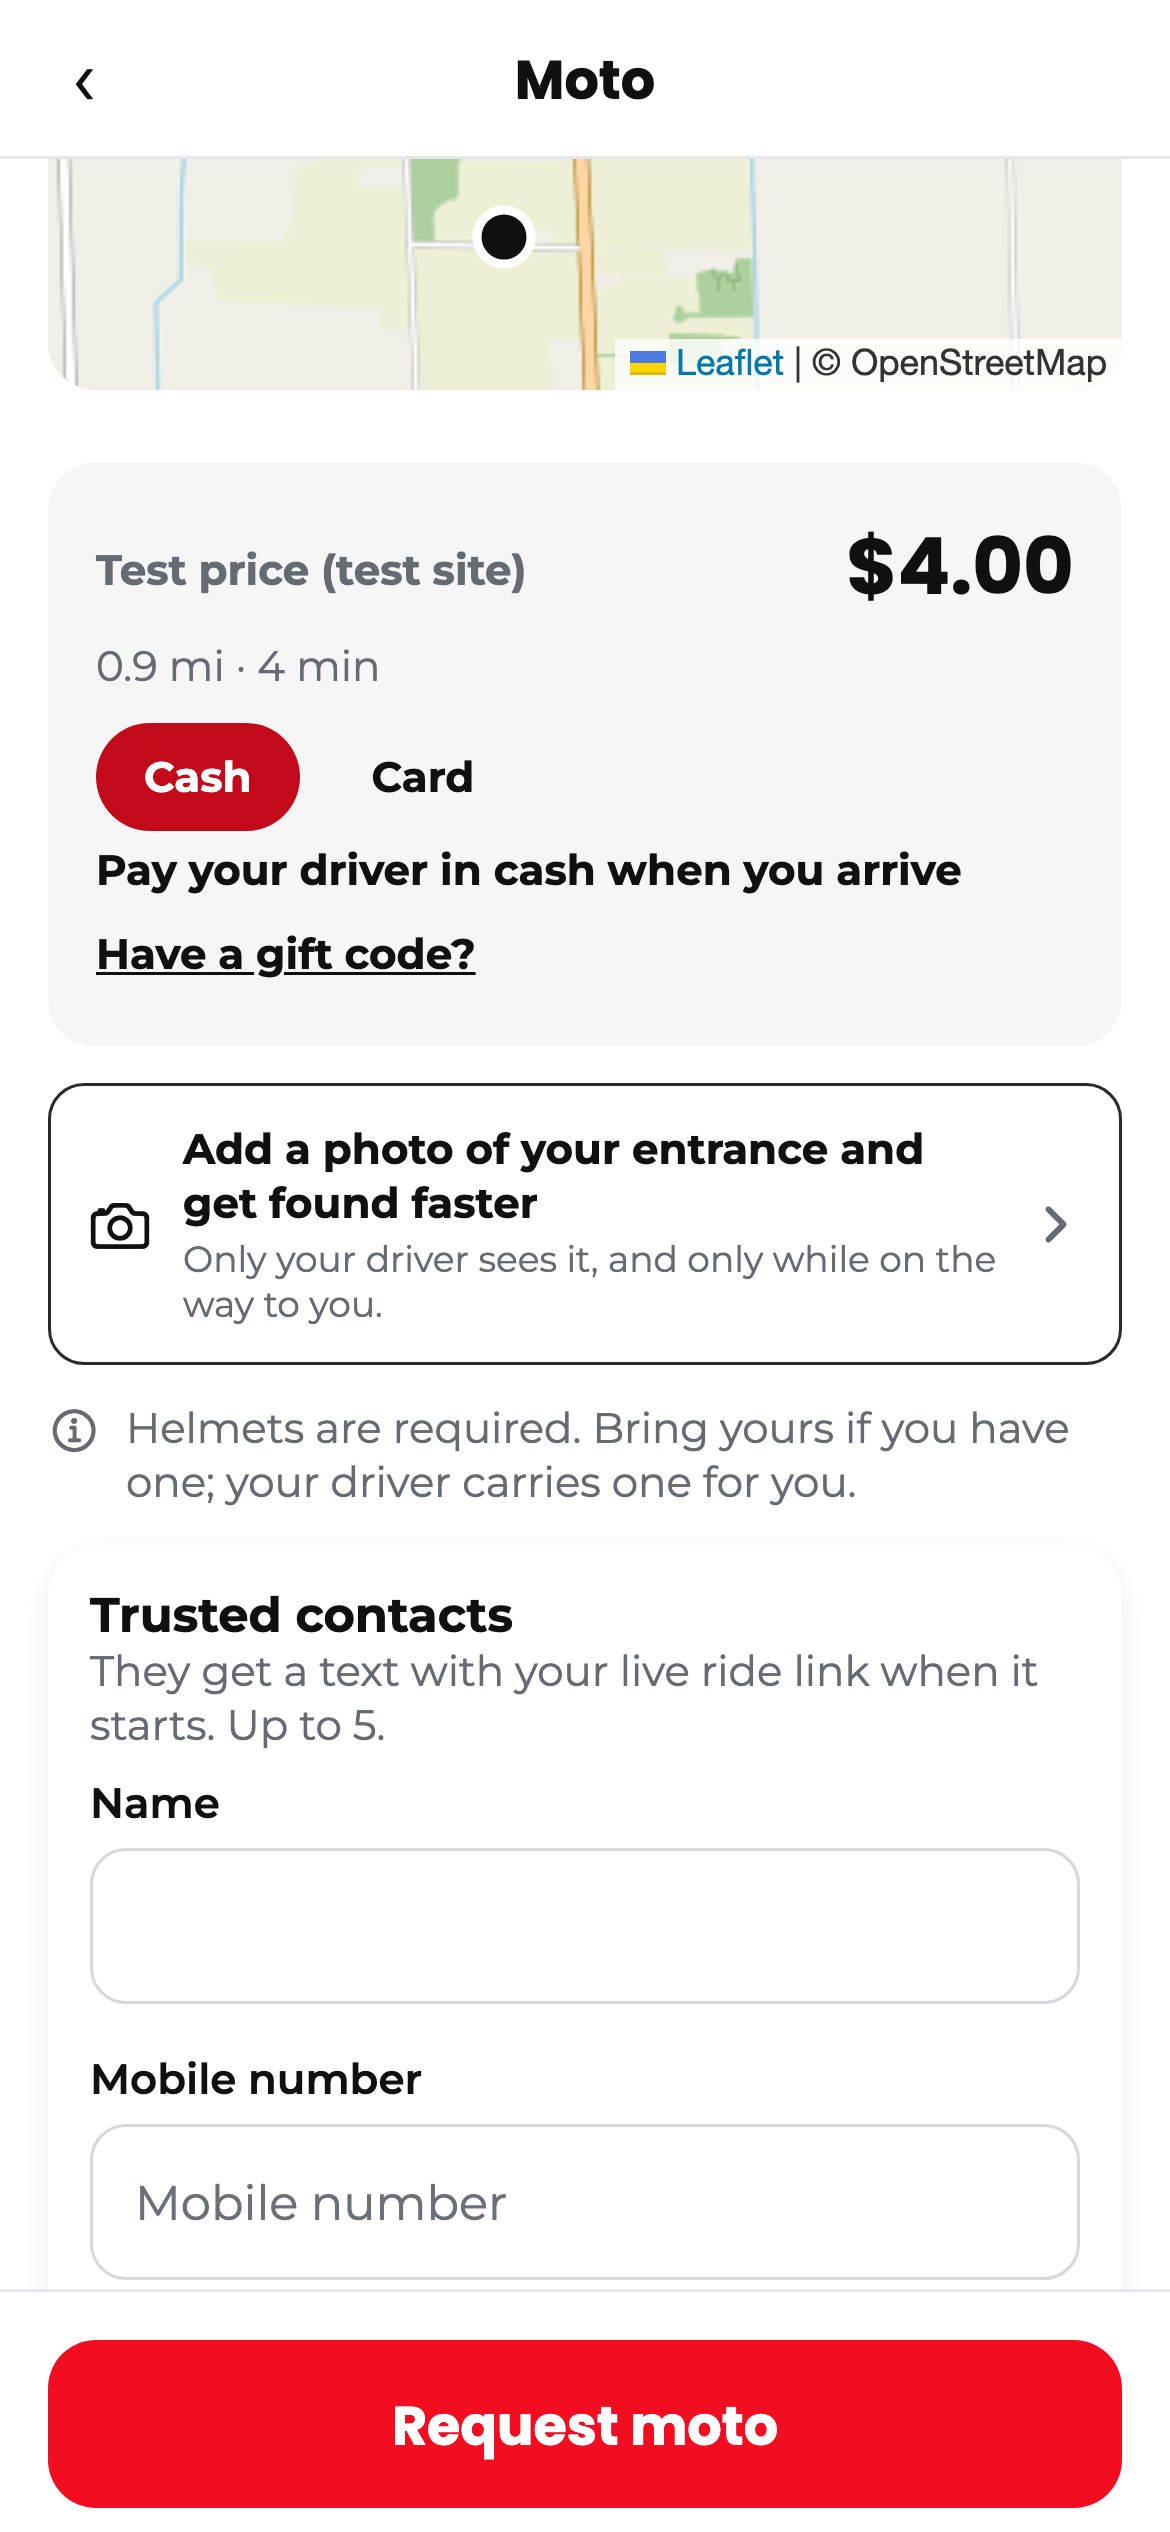 Moto
Leaflet | © OpenStreetMap
Test price (test site)
$4.00
0.9 mi · 4 min
Cash
Card
Pay your driver in cash when you arrive
Have a gift code?
Add a photo of your entrance and
get found faster
Only your driver sees it, and only while on the
way to you.
Helmets are required. Bring yours if you have
one; your driver carries one for you.
Trusted contacts
They get a text with your live ride link when it
starts. Up to 5.
Name
Mobile number
Mobile number
Request moto